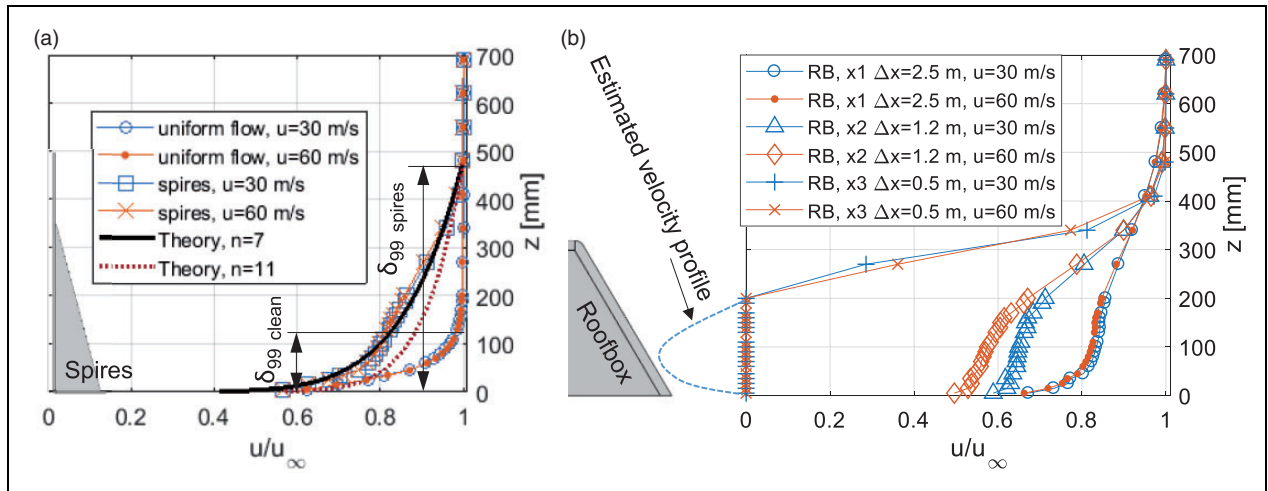 (a)
uniform flow, u=30 m/s
uniform flow, u=60 m/s
spires, u=30 m/s
spires, u=60 m/s
Theory, n=7
Theory, n=11
Spires
δ99 clean
δ99 spires
700
600
500
400
300
200
100
0
z [mm]
0 0.2 0.4 0.6 0.8 1
u/u∞
(b)
Estimated velocity profile
Roofbox
RB, x1 Δx=2.5 m, u=30 m/s
RB, x1 Δx=2.5 m, u=60 m/s
RB, x2 Δx=1.2 m, u=30 m/s
RB, x2 Δx=1.2 m, u=60 m/s
RB, x3 Δx=0.5 m, u=30 m/s
RB, x3 Δx=0.5 m, u=60 m/s
700
600
500
400
300
200
100
0
z [mm]
0 0.2 0.4 0.6 0.8 1
u/u∞